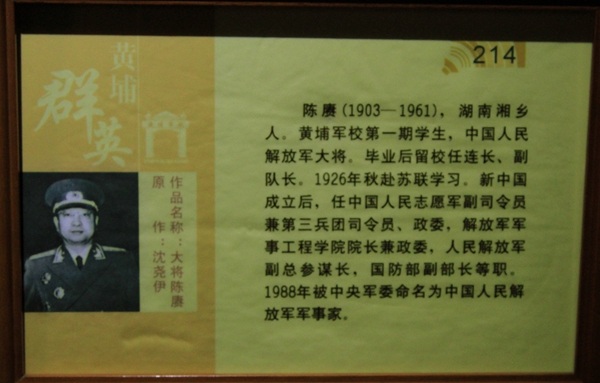 黄埔
群英
214
陈赓(1903—1961)，湖南湘乡
人。黄埔军校第一期学生，中国人民
解放军大将。毕业后留校任连长、副
队长。1926年秋赴苏联学习。新中国
成立后，任中国人民志愿军副司令员
兼第三兵团司令员、政委，解放军军
事工程学院院长兼政委，人民解放军
副总参谋长，国防部副部长等职。
1988年被中央军委命名为中国人民解
放军军事家。
作品名称：大将陈赓
原　　作：沈尧伊